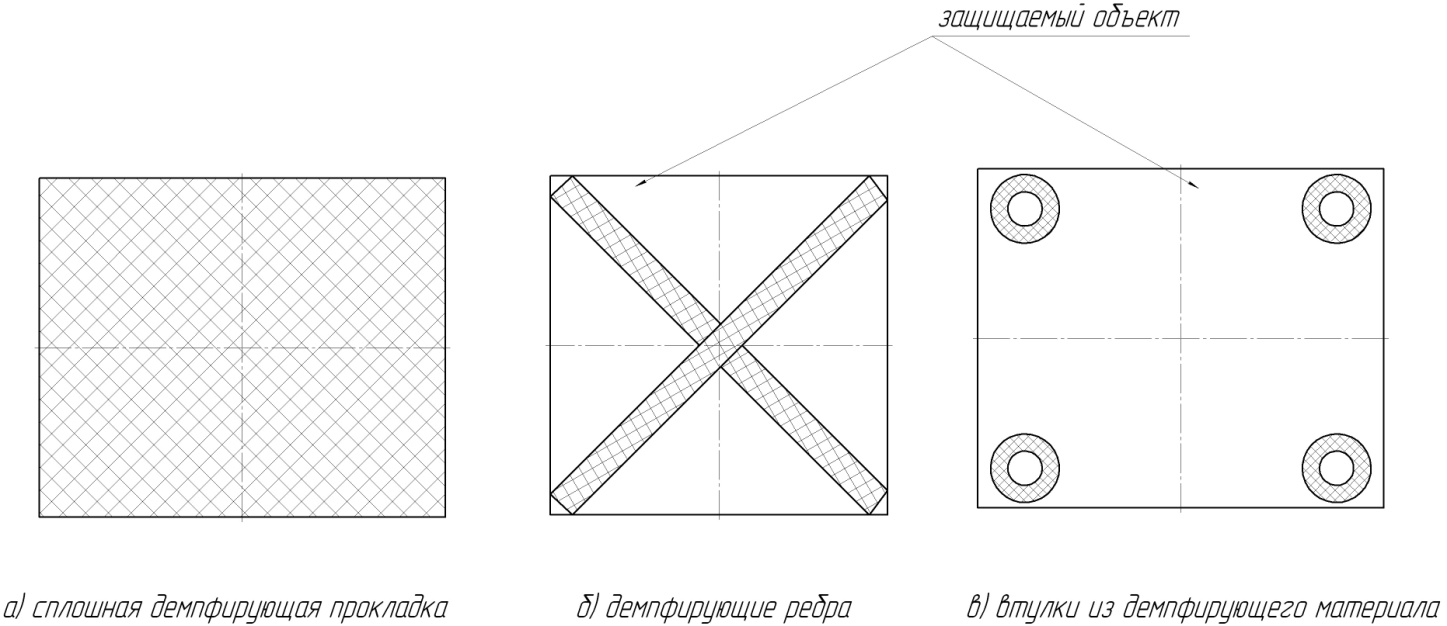 защищаемый объект
а) сплошная демпфирующая прокладка
б) демпфирующие ребра
в) втулки из демпфирующего материала